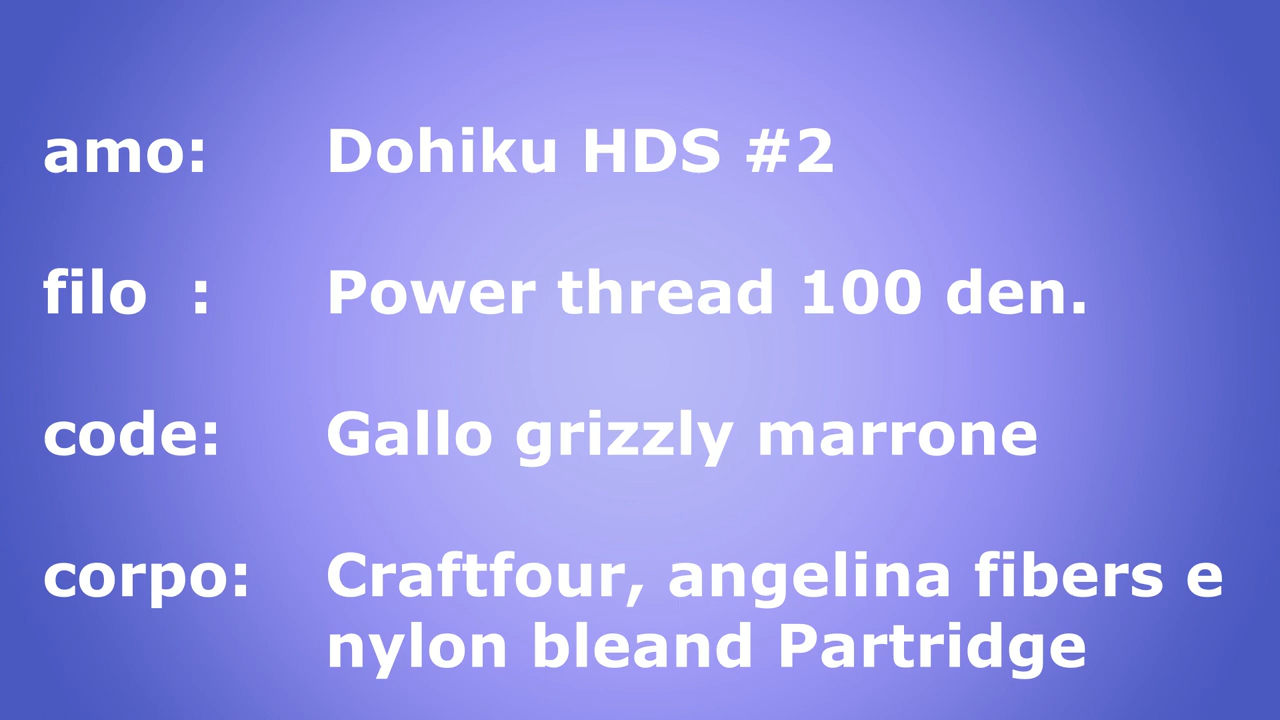 amo: Dohiku HDS #2
filo : Power thread 100 den.
code: Gallo grizzly marrone
corpo: Craftfour, angelina fibers e
nylon bleand Partridge